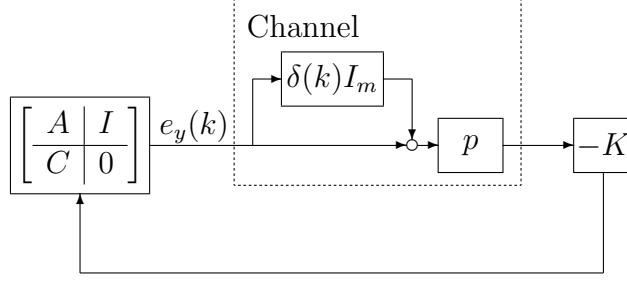 Channel
δ(k)I_m
A I
e_y(k)
p
−K
C 0